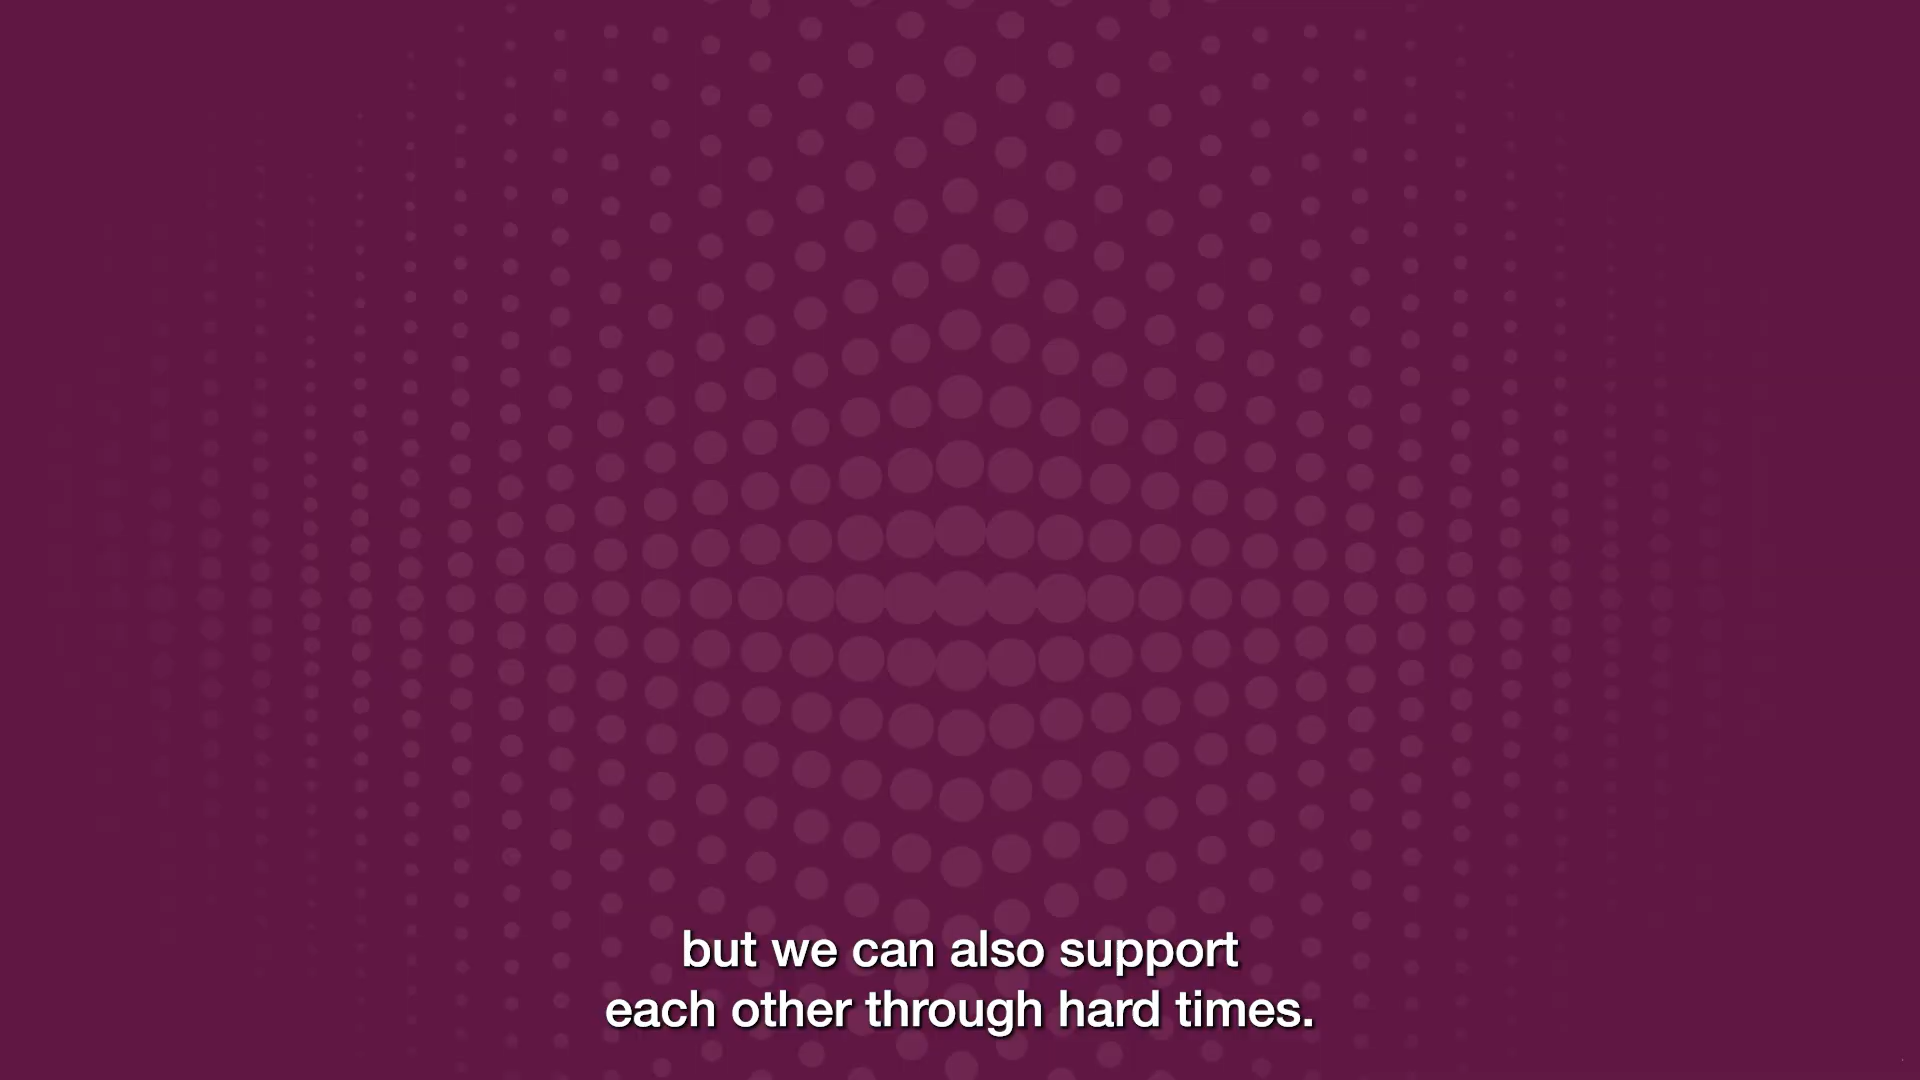 but we can also support
each other through hard times.